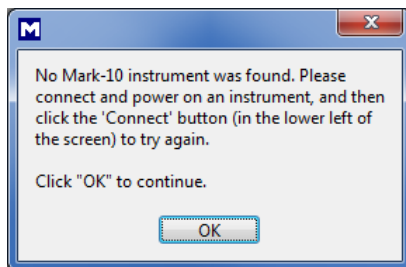 M
No Mark-10 instrument was found. Please
connect and power on an instrument, and then
click the 'Connect' button (in the lower left of
the screen) to try again.
Click "OK" to continue.
OK